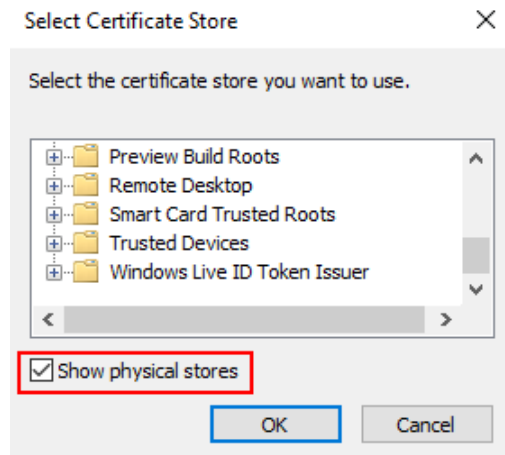 Select Certificate Store
Select the certificate store you want to use.
Preview Build Roots
Remote Desktop
Smart Card Trusted Roots
Trusted Devices
Windows Live ID Token Issuer
Show physical stores
OK Cancel